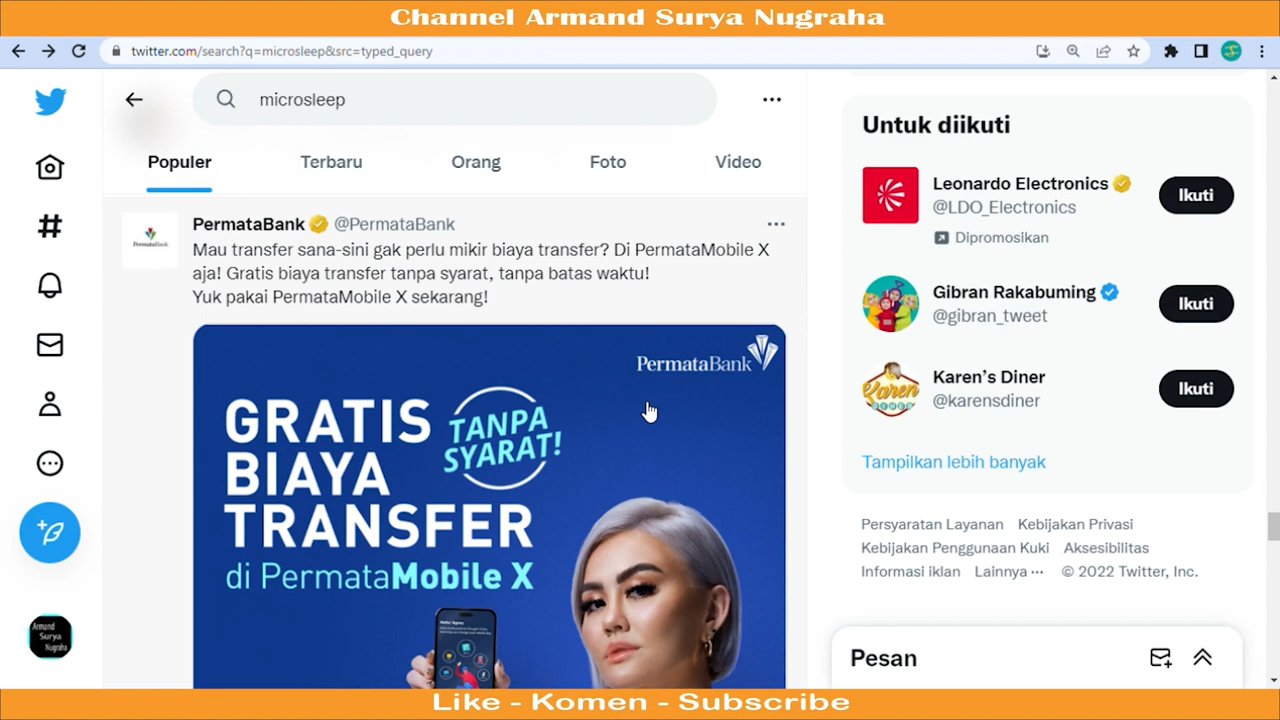 Channel Armand Surya Nugraha
twitter.com/search?q=microsleep&src=typed_query
microsleep
Populer Terbaru Orang Foto Video
PermataBank @PermataBank
Mau transfer sana-sini gak perlu mikir biaya transfer? Di PermataMobile X
aja! Gratis biaya transfer tanpa syarat, tanpa batas waktu!
Yuk pakai PermataMobile X sekarang!
PermataBank
PermataBank
GRATIS
BIAYA
TRANSFER
TANPA
SYARAT!
di PermataMobile X
Armand
Surya
Nugraha
Untuk diikuti
Leonardo Electronics
@LDO_Electronics
Ikuti
Dipromosikan
Gibran Rakabuming
@gibran_tweet
Ikuti
Karen's Diner
@karensdiner
Ikuti
Tampilkan lebih banyak
Persyaratan Layanan Kebijakan Privasi
Kebijakan Penggunaan Kuki Aksesibilitas
Informasi iklan Lainnya ··· © 2022 Twitter, Inc.
Pesan
Like - Komen - Subscribe